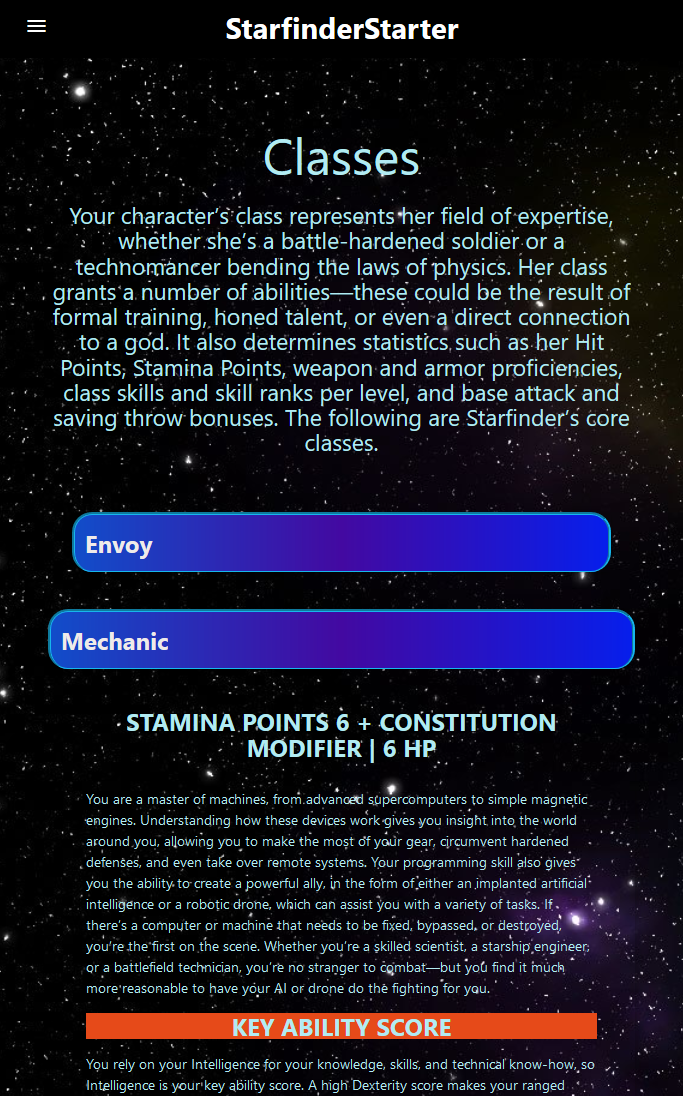 StarfinderStarter
Classes
Your character’s class represents her field of expertise,
whether she’s a battle-hardened soldier or a
technomancer bending the laws of physics. Her class
grants a number of abilities—these could be the result of
formal training, honed talent, or even a direct connection
to a god. It also determines statistics such as her Hit
Points, Stamina Points, weapon and armor proficiencies,
class skills and skill ranks per level, and base attack and
saving throw bonuses. The following are Starfinder’s core
classes.
Envoy
Mechanic
STAMINA POINTS 6 + CONSTITUTION
MODIFIER | 6 HP
You are a master of machines, from advanced supercomputers to simple magnetic
engines. Understanding how these devices work gives you insight into the world
around you, allowing you to make the most of your gear, circumvent hardened
defenses, and even take over remote systems. Your programming skill also gives
you the ability to create a powerful ally, in the form of either an implanted artificial
intelligence or a robotic drone, which can assist you with a variety of tasks. If
there’s a computer or machine that needs to be fixed, bypassed, or destroyed,
you’re the first on the scene. Whether you’re a skilled scientist, a starship engineer,
or a battlefield technician, you’re no stranger to combat—but you find it much
more reasonable to have your AI or drone do the fighting for you.
KEY ABILITY SCORE
You rely on your Intelligence for your knowledge, skills, and technical know-how, so
Intelligence is your key ability score. A high Dexterity score makes your ranged